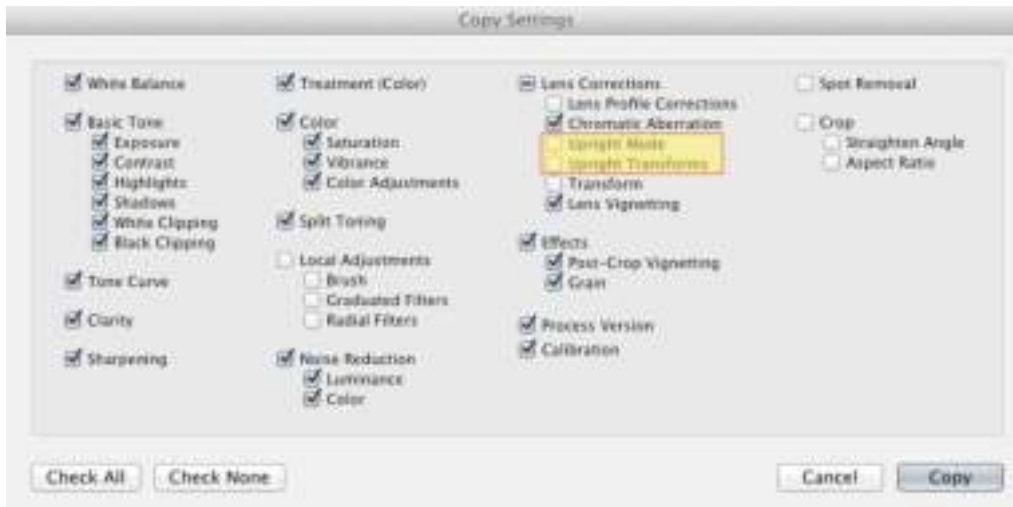 Copy Settings
White Balance
Basic Tone
Exposure
Contrast
Highlights
Shadows
White Clipping
Black Clipping
Tone Curve
Clarity
Sharpening
Treatment (Color)
Color
Saturation
Vibrance
Color Adjustments
Split Toning
Local Adjustments
Brush
Graduated Filters
Radial Filters
Noise Reduction
Luminance
Color
Lens Corrections
Lens Profile Corrections
Chromatic Aberration
Upright Mode
Upright Transforms
Transform
Lens Vignetting
Effects
Post-Crop Vignetting
Grain
Process Version
Calibration
Spot Removal
Crop
Straighten Angle
Aspect Ratio
Check All
Check None
Cancel
Copy